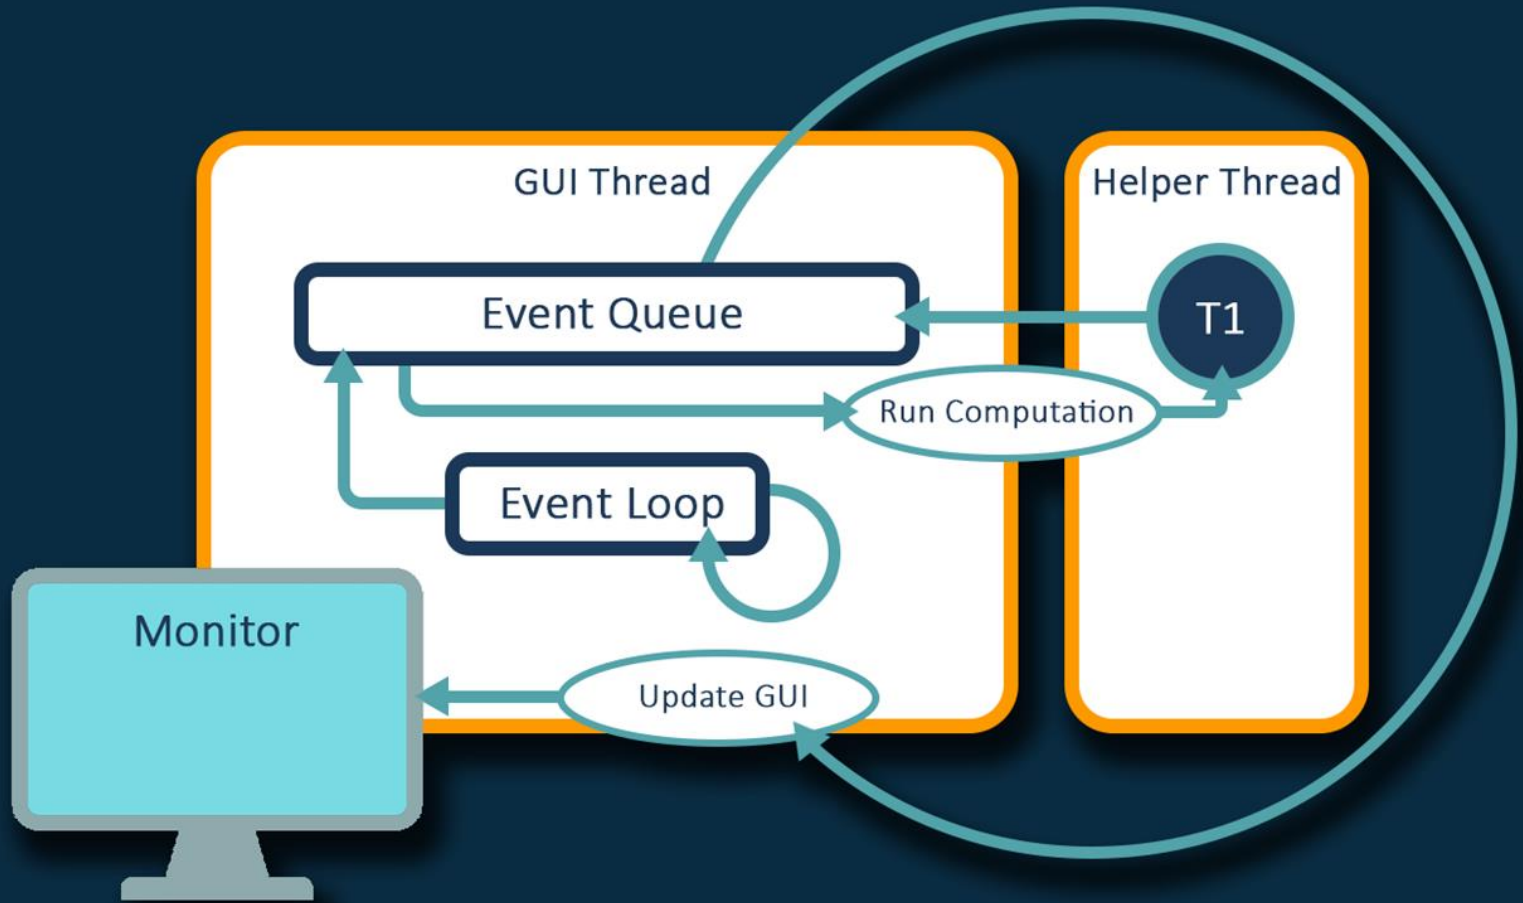 GUI Thread
Helper Thread
Event Queue
T1
Run Computation
Event Loop
Monitor
Update GUI